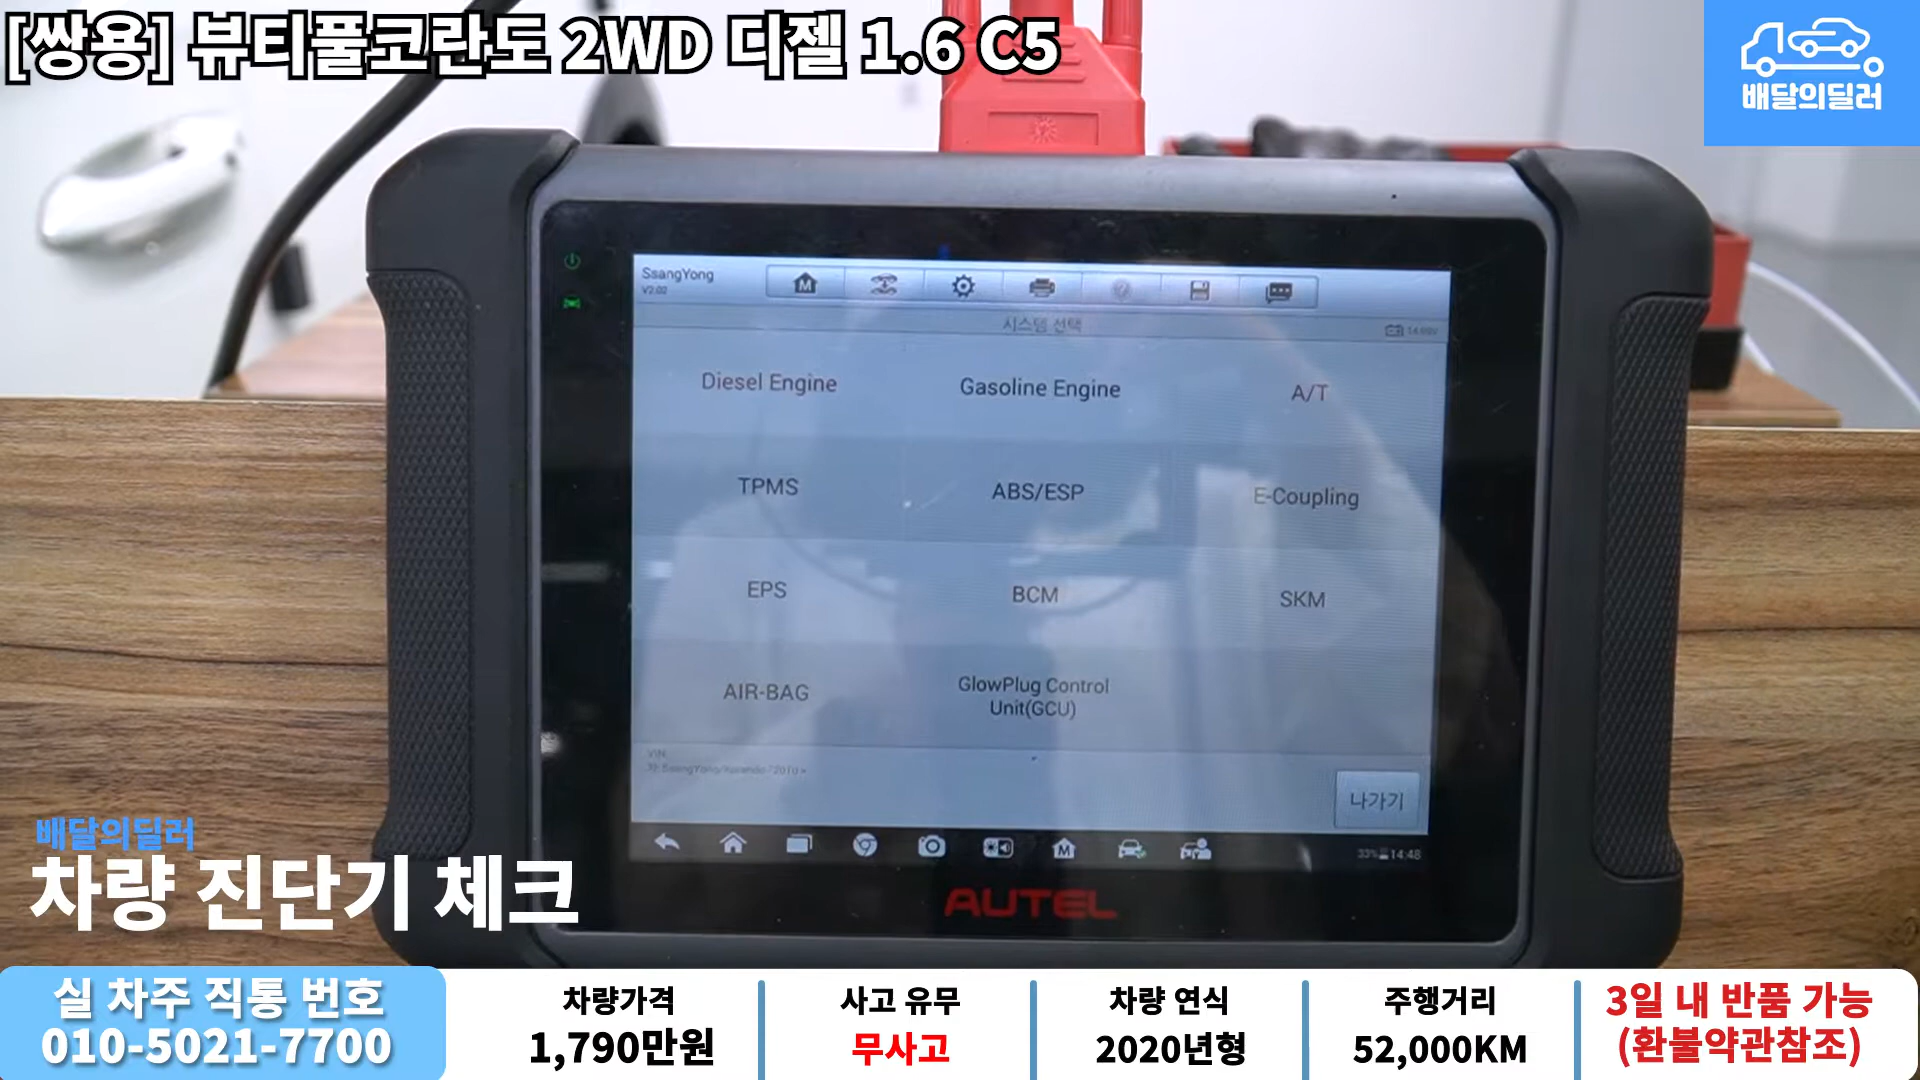 [쌍용] 뷰티풀코란도 2WD 디젤 1.6 C5
배달의딜러
SsangYong
V2.02
시스템 선택
Diesel Engine
Gasoline Engine
A/T
TPMS
ABS/ESP
E-Coupling
EPS
BCM
SKM
AIR-BAG
GlowPlug Control
Unit(GCU)
VIN:
나가기
33%
14:48
AUTEL
배달의딜러
차량 진단기 체크
실 차주 직통 번호
010-5021-7700
차량가격
1,790만원
사고 유무
무사고
차량 연식
2020년형
주행거리
52,000KM
3일 내 반품 가능
(환불약관참조)